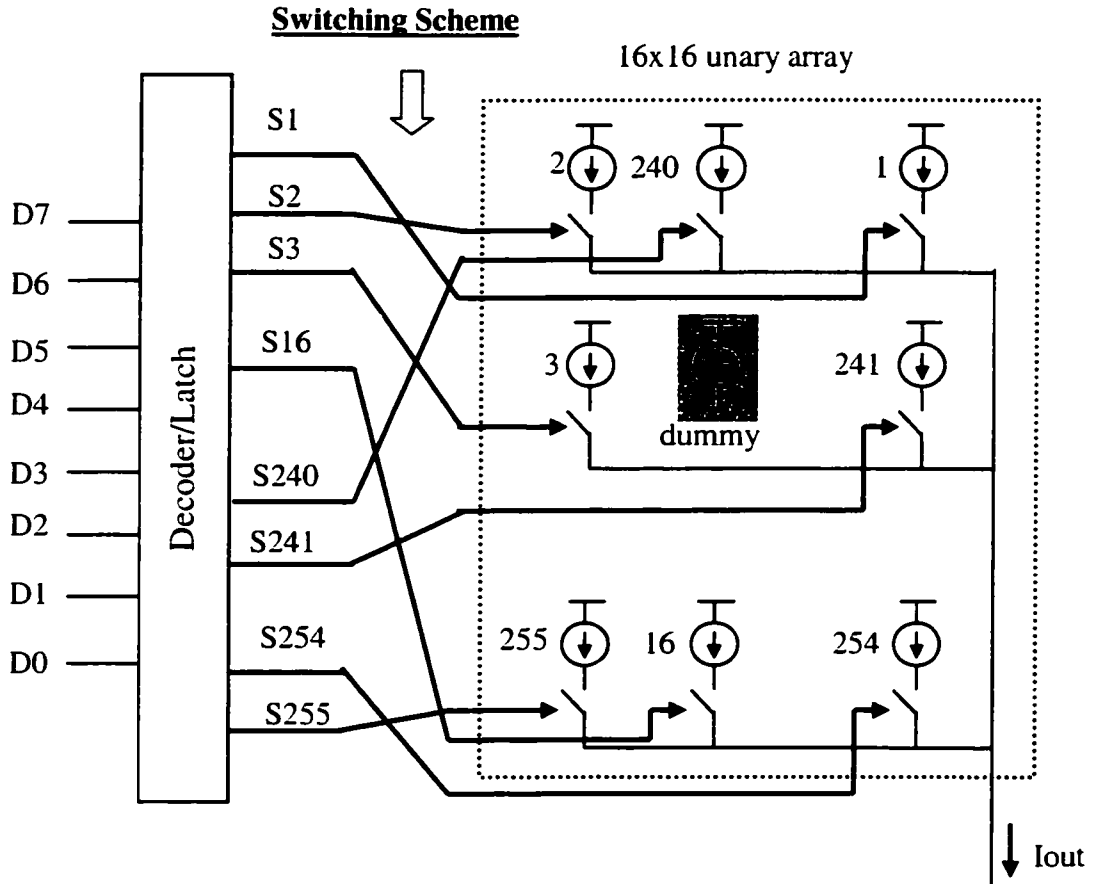 Switching Scheme
16x16 unary array
S1
2
240
1
S2
D7
S3
D6
S16
D5
3
241
D4
dummy
Decoder/Latch
D3
S240
D2
S241
D1
S254
255
16
254
D0
S255
Iout